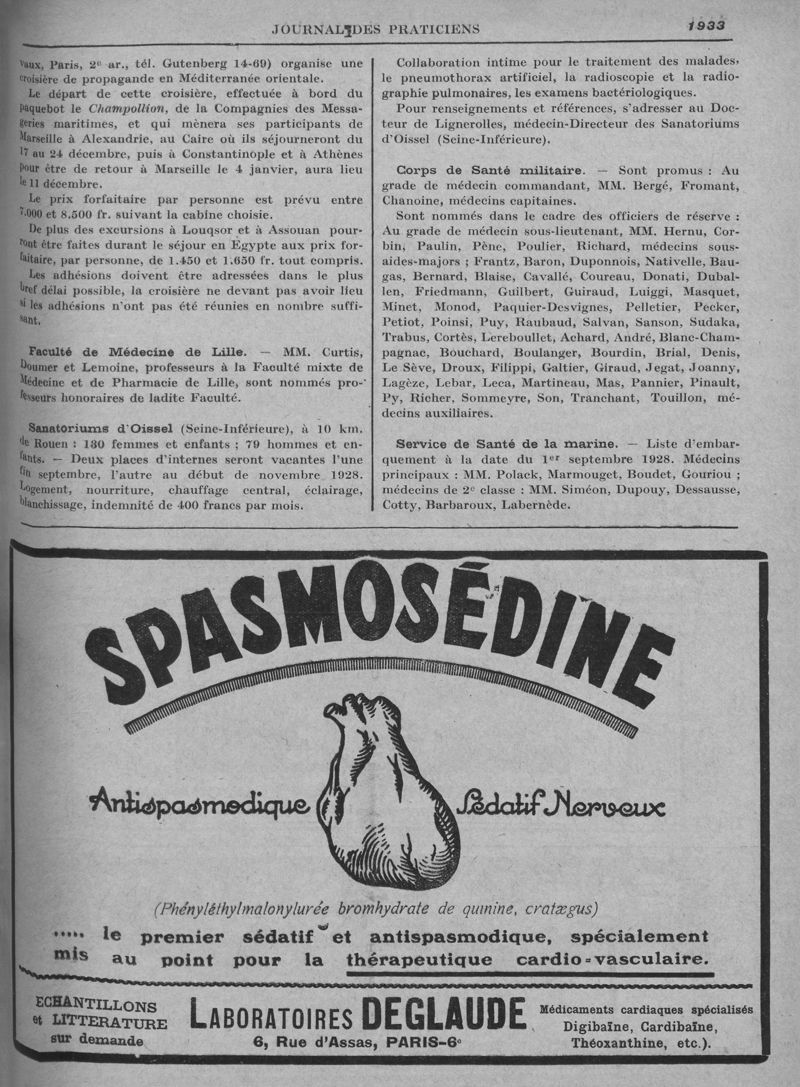 JOURNAL DES PRATICIENS
1933
vaux, Paris, 2e ar., tél. Gutenberg 14-69) organise une
croisière de propagande en Méditerranée orientale.
Le départ de cette croisière, effectuée à bord du
paquebot le Champollion, de la Compagnies des Messa-
geries maritimes, et qui mènera ses participants de
Marseille à Alexandrie, au Caire où ils séjourneront du
17 au 24 décembre, puis à Constantinople et à Athènes
pour être de retour à Marseille le 4 janvier, aura lieu
le 11 décembre.
Le prix forfaitaire par personne est prévu entre
7.000 et 8.500 fr. suivant la cabine choisie.
De plus des excursions à Louqsor et à Assouan pour-
ront être faites durant le séjour en Égypte aux prix for-
faitaire, par personne, de 1.450 et 1.650 fr. tout compris.
Les adhésions doivent être adressées dans le plus
bref délai possible, la croisière ne devant pas avoir lieu
si les adhésions n'ont pas été réunies en nombre suffi-
sant.
Faculté de Médecine de Lille. — MM. Curtis,
Doumer et Lemoine, professeurs à la Faculté mixte de
Médecine et de Pharmacie de Lille, sont nommés pro-
fesseurs honoraires de ladite Faculté.
Sanatoriums d'Oissel (Seine-Inférieure), à 10 km.
de Rouen : 130 femmes et enfants ; 79 hommes et en-
fants. — Deux places d'internes seront vacantes l'une
fin septembre, l'autre au début de novembre 1928.
Logement, nourriture, chauffage central, éclairage,
blanchissage, indemnité de 400 francs par mois.
Collaboration intime pour le traitement des malades,
le pneumothorax artificiel, la radioscopie et la radio-
graphie pulmonaires, les examens bactériologiques.
Pour renseignements et références, s'adresser au Doc-
teur de Lignerolles, médecin-Directeur des Sanatoriums
d'Oissel (Seine-Inférieure).
Corps de Santé militaire. — Sont promus : Au
grade de médecin commandant, MM. Bergé, Fromant,
Chanoine, médecins capitaines.
Sont nommés dans le cadre des officiers de réserve :
Au grade de médecin sous-lieutenant, MM. Hernu, Cor-
bin, Paulin, Pène, Poulier, Richard, médecins sous-
aides-majors ; Frantz, Baron, Duponnois, Nativelle, Bau-
gas, Bernard, Blaise, Cavallé, Coureau, Donati, Dubal-
len, Friedmann, Guilbert, Guiraud, Luiggi, Masquet,
Minet, Monod, Paquier-Desvignes, Pelletier, Pecker,
Petiot, Poinsi, Puy, Raubaud, Salvan, Sanson, Sudaka,
Trabus, Cortès, Lereboullet, Achard, André, Blanc-Cham-
pagnac, Bouchard, Boulanger, Bourdin, Brial, Denis,
Le Sève, Droux, Filippi, Galtier, Giraud, Jegat, Joanny,
Lagèze, Lebar, Leca, Martineau, Mas, Pannier, Pinault,
Py, Richer, Sommeyre, Son, Tranchant, Touillon, mé-
decins auxiliaires.
Service de Santé de la marine. — Liste d'embar-
quement à la date du 1er septembre 1928. Médecins
principaux : MM. Polack, Marmouget, Boudet, Gouriou ;
médecins de 2e classe : MM. Siméon, Dupouy, Dessausse,
Cotty, Barbaroux, Labernède.
SPASMOSÉDINE
Antispasmodique Sédatif Nerveux
(Phényléthylmalonylurée bromhydrate de quinine, cratægus)
..... le premier sédatif et antispasmodique, spécialement
mis au point pour la thérapeutique cardio-vasculaire.
ECHANTILLONS
et LITTERATURE
sur demande
LABORATOIRES DEGLAUDE
6, Rue d'Assas, PARIS-6e
Médicaments cardiaques spécialisés
Digibaïne, Cardibaïne,
Théoxanthine, etc.).